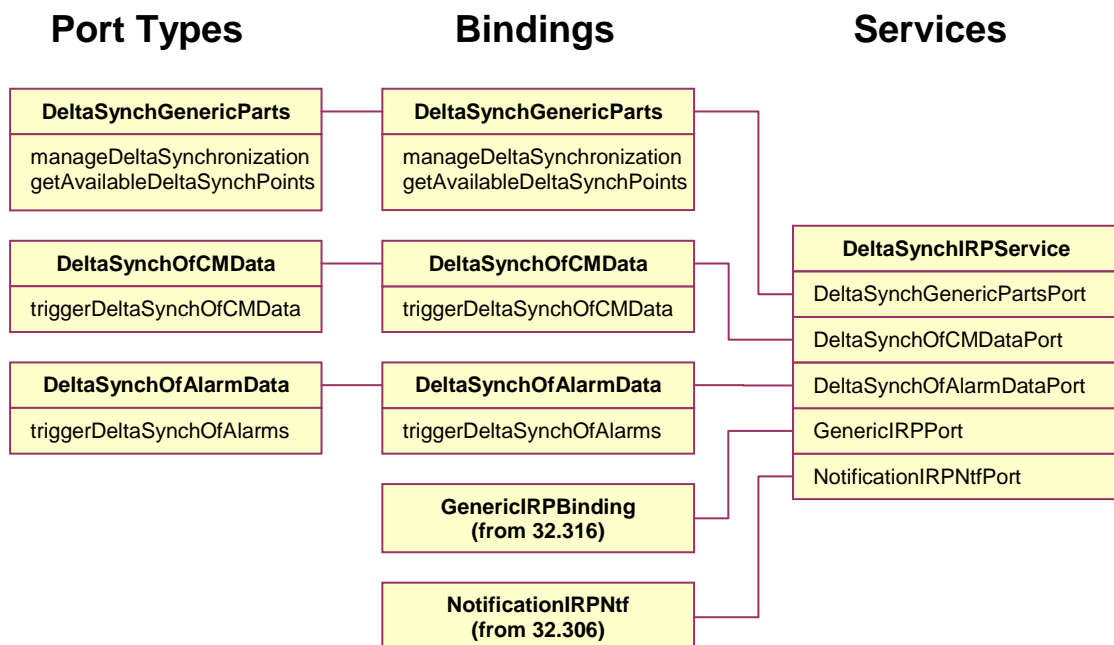 Port Types
Bindings
Services
DeltaSynchGenericParts
manageDeltaSynchronization
getAvailableDeltaSynchPoints
DeltaSynchOfCMData
triggerDeltaSynchOfCMData
DeltaSynchOfAlarmData
triggerDeltaSynchOfAlarms
DeltaSynchGenericParts
manageDeltaSynchronization
getAvailableDeltaSynchPoints
DeltaSynchOfCMData
triggerDeltaSynchOfCMData
DeltaSynchOfAlarmData
triggerDeltaSynchOfAlarms
GenericIRPBinding
(from 32.316)
NotificationIRPNtf
(from 32.306)
DeltaSynchIRPService
DeltaSynchGenericPartsPort
DeltaSynchOfCMDataPort
DeltaSynchOfAlarmDataPort
GenericIRPPort
NotificationIRPNtfPort